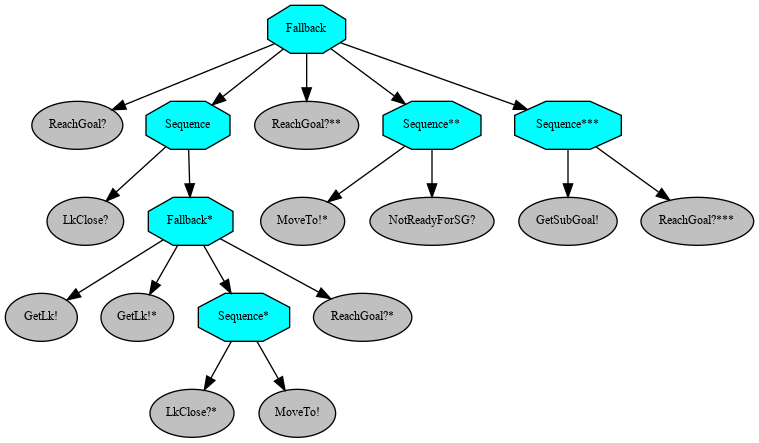 Fallback
ReachGoal?
Sequence
ReachGoal?**
Sequence**
Sequence***
LkClose?
Fallback*
MoveTo!*
NotReadyForSG?
GetSubGoal!
ReachGoal?***
GetLk!
GetLk!*
Sequence*
ReachGoal?*
LkClose?*
MoveTo!